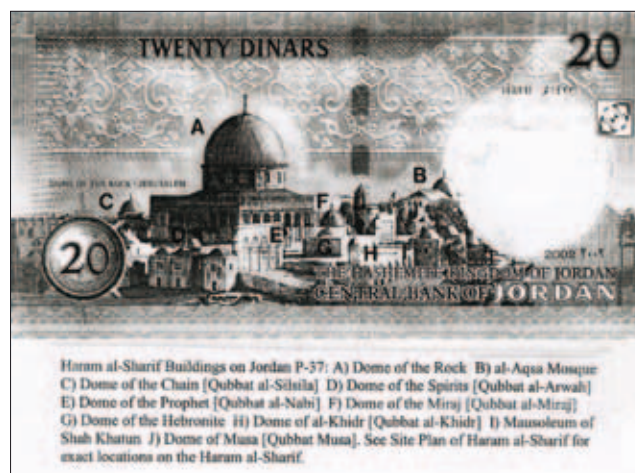 TWENTY DINARS 20
A
B
DOME OF THE ROCK - JERUSALEM
C
F
D
E
G
H
20
2002 ٢٠٠٢
THE HASHEMITE KINGDOM OF JORDAN
CENTRAL BANK OF JORDAN
Haram al-Sharif Buildings on Jordan P-37: A) Dome of the Rock B) al-Aqsa Mosque
C) Dome of the Chain [Qubbat al-Silsila] D) Dome of the Spirits [Qubbat al-Arwah]
E) Dome of the Prophet [Qubbat al-Nabi] F) Dome of the Miraj [Qubbat al-Miraj]
G) Dome of the Hebronite H) Dome of al-Khidr [Qubbat al-Khidr] I) Mausoleum of
Shah Khatun J) Dome of Musa [Qubbat Musa]. See Site Plan of Haram al-Sharif for
exact locations on the Haram al-Sharif.